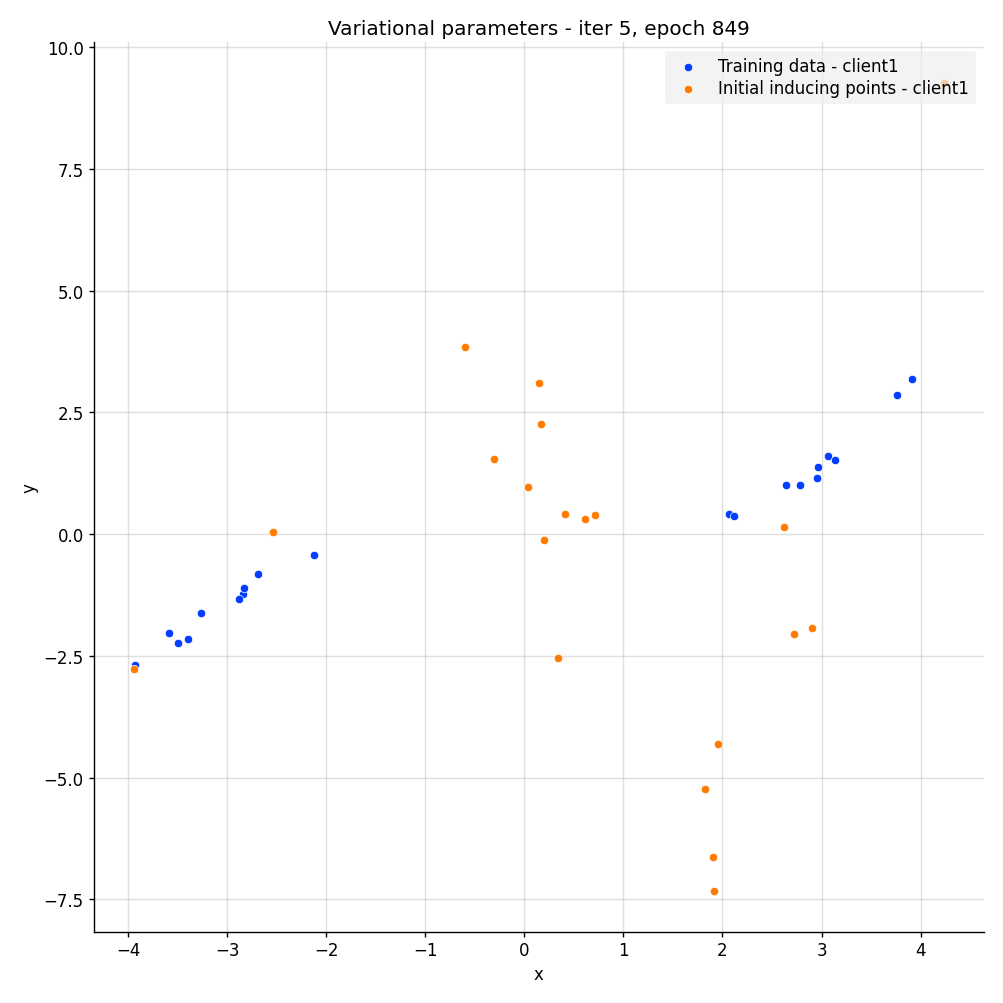 Variational parameters - iter 5, epoch 849
Training data - client1
Initial inducing points - client1
10.0
7.5
5.0
2.5
0.0
−2.5
−5.0
−7.5
y
−4 −3 −2 −1 0 1 2 3 4
x